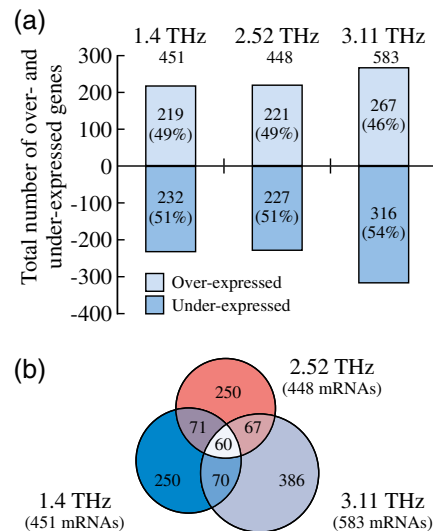 (a)
1.4 THz 2.52 THz 3.11 THz
451 448 583
Total number of over- and
under-expressed genes
300
200
100
0
-100
-200
-300
-400
219
(49%)
221
(49%)
267
(46%)
232
(51%)
227
(51%)
316
(54%)
Over-expressed
Under-expressed
(b)
2.52 THz
(448 mRNAs)
250
71
67
60
250
70
386
1.4 THz
(451 mRNAs)
3.11 THz
(583 mRNAs)